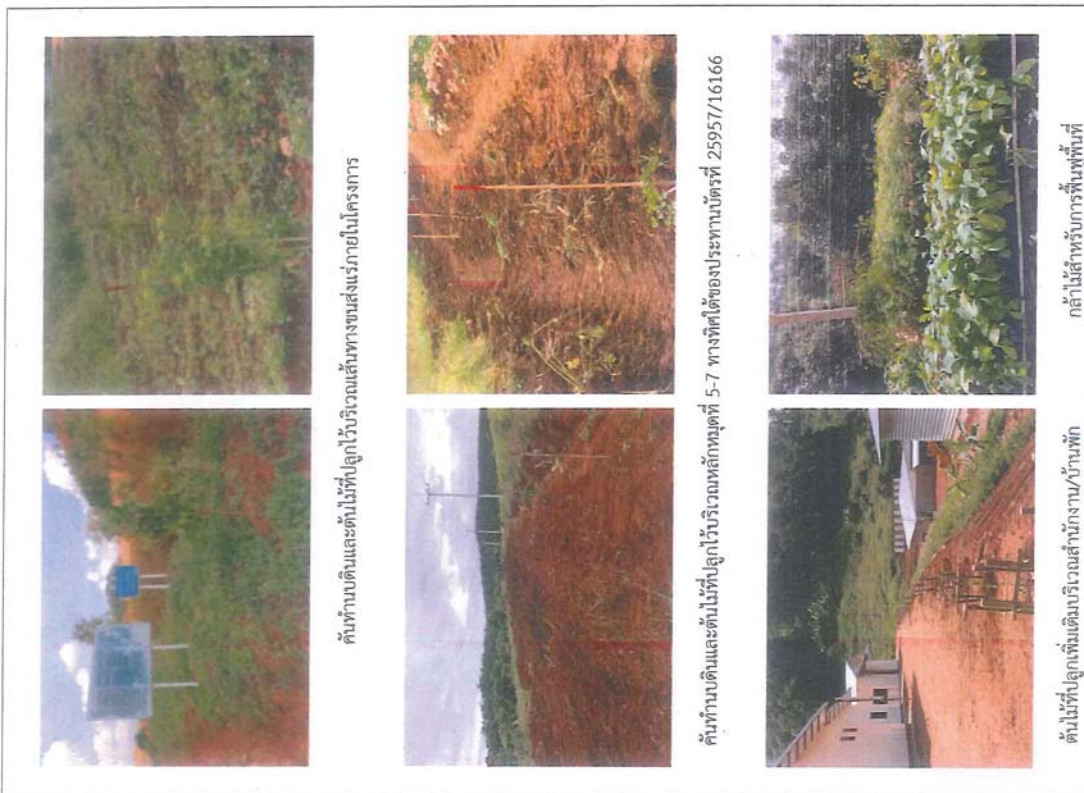 คันทำนบดินและต้นไม้ที่ปลูกไว้บริเวณเส้นทางขนส่งแร่ภายในโครงการ
คันทำนบดินและต้นไม้ที่ปลูกไว้บริเวณหลักหมุดที่ 5-7 ทางทิศใต้ของประทานบัตรที่ 25957/16166
ต้นไม้ที่ปลูกเพิ่มเติมบริเวณสำนักงาน/บ้านพัก
กล้าไม้สำหรับการฟื้นฟูพื้นที่